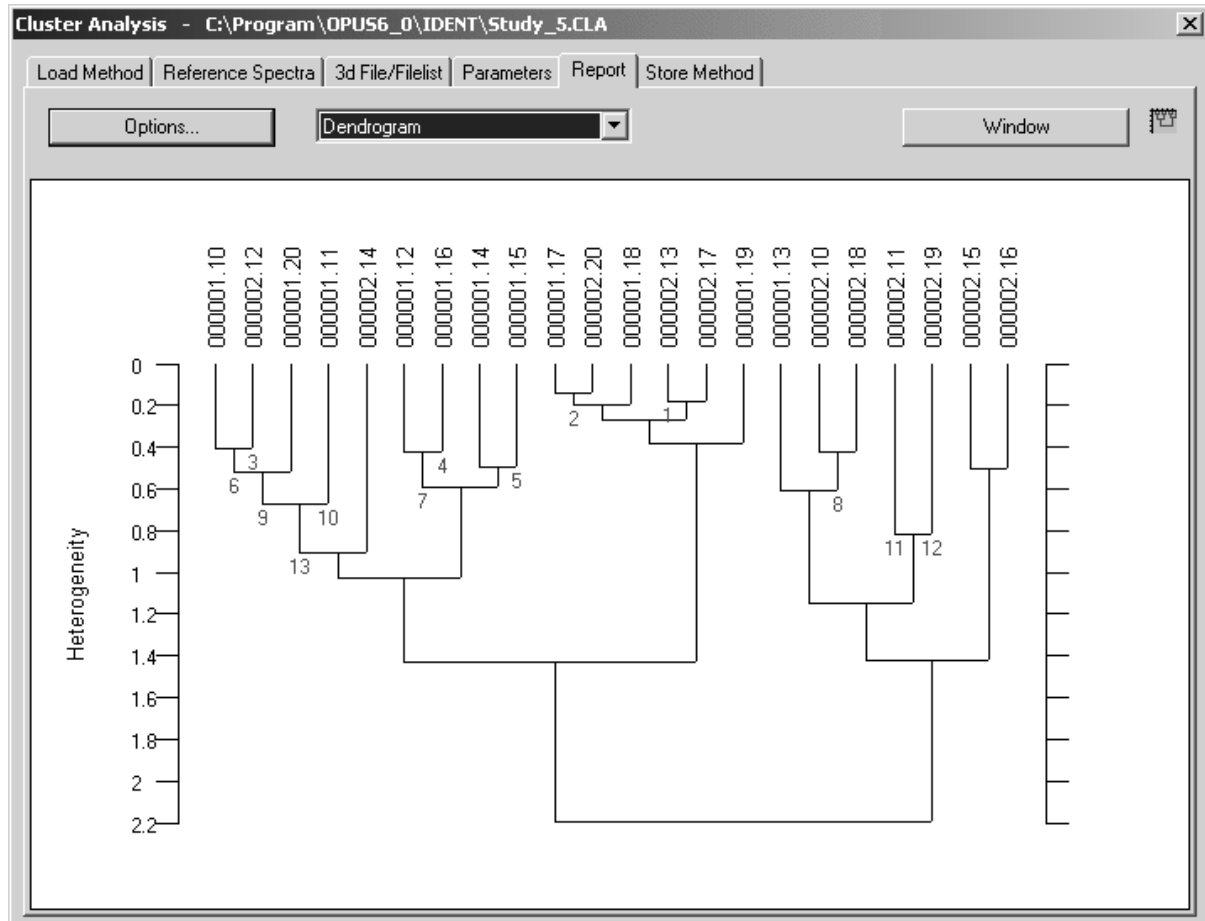 Cluster Analysis - C:\Program\OPUS6_0\IDENT\Study_5.CLA
Load Method Reference Spectra 3d File/Filelist Parameters Report Store Method
Options... Dendrogram Window
000001.10 000002.12 000001.20 000001.11 000002.14 000001.12 000001.16 000001.14 000001.15 000001.17 000002.20 000001.18 000002.13 000002.17 000001.19 000001.13 000002.10 000002.18 000002.11 000002.19 000002.15 000002.16
0
0.2
2 1
0.4
3 4
6 7 5
0.6
9 10 8
0.8
11 12
13
1
Heterogeneity
1.2
1.4
1.6
1.8
2
2.2